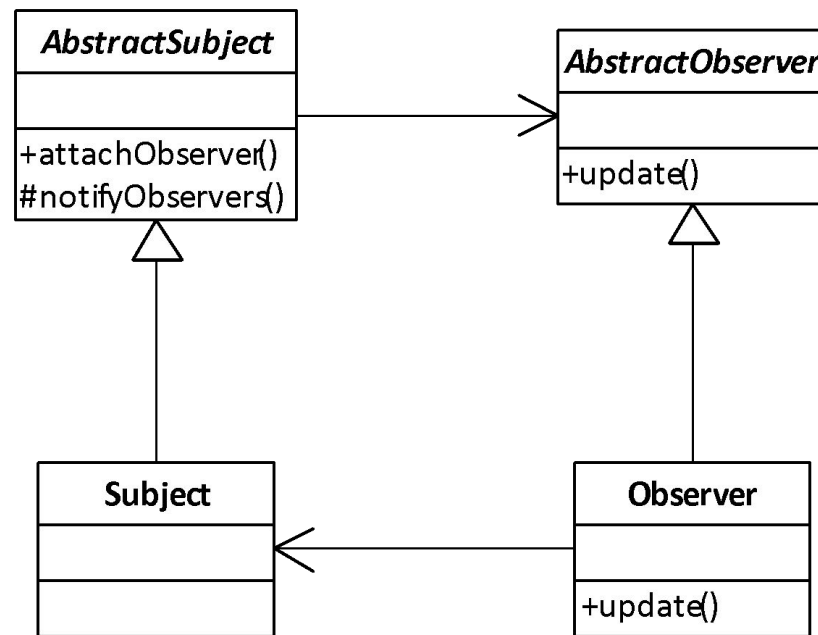 AbstractSubject
+attachObserver()
#notifyObservers()
AbstractObserver
+update()
Subject
Observer
+update()